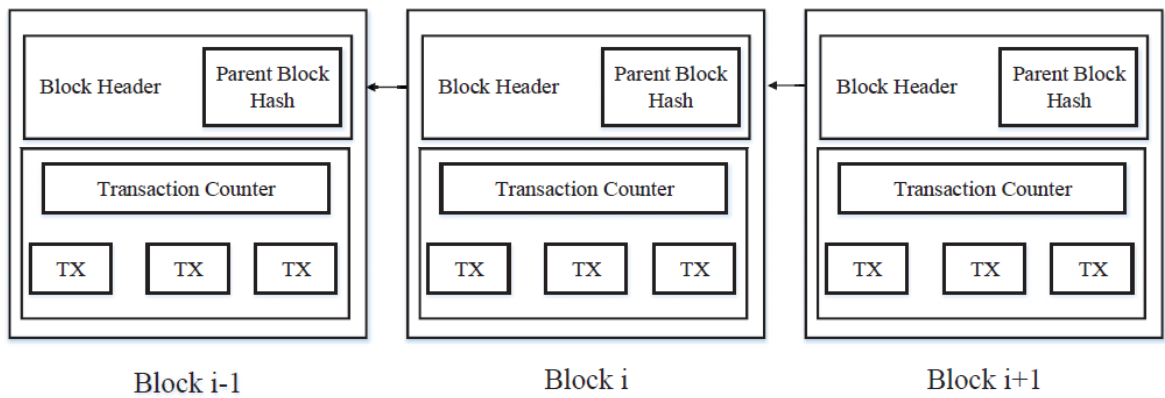 Block Header
Parent Block
Hash
Transaction Counter
TX TX TX
Block i-1
Block Header
Parent Block
Hash
Transaction Counter
TX TX TX
Block i
Block Header
Parent Block
Hash
Transaction Counter
TX TX TX
Block i+1